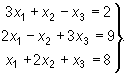 3x₁ + x₂ − x₃ = 2
2x₁ − x₂ + 3x₃ = 9
x₁ + 2x₂ + x₃ = 8